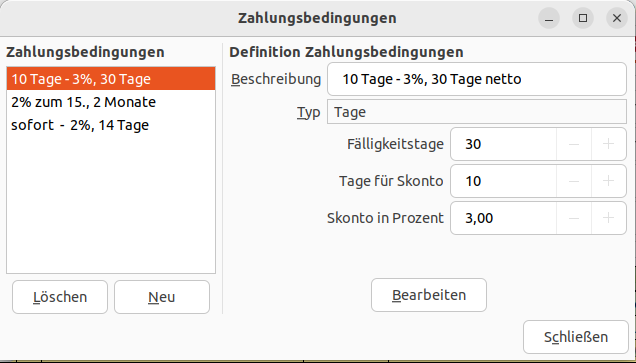 Zahlungsbedingungen
Zahlungsbedingungen
10 Tage - 3%, 30 Tage
2% zum 15., 2 Monate
sofort - 2%, 14 Tage
Löschen
Neu
Definition Zahlungsbedingungen
Beschreibung 10 Tage - 3%, 30 Tage netto
Typ Tage
Fälligkeitstage 30
Tage für Skonto 10
Skonto in Prozent 3,00
Bearbeiten
Schließen